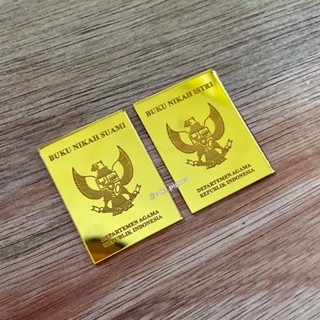 BUKU NIKAH SUAMI
DEPARTEMEN AGAMA
REPUBLIK INDONESIA
BUKU NIKAH ISTRI
DEPARTEMEN AGAMA
REPUBLIK INDONESIA